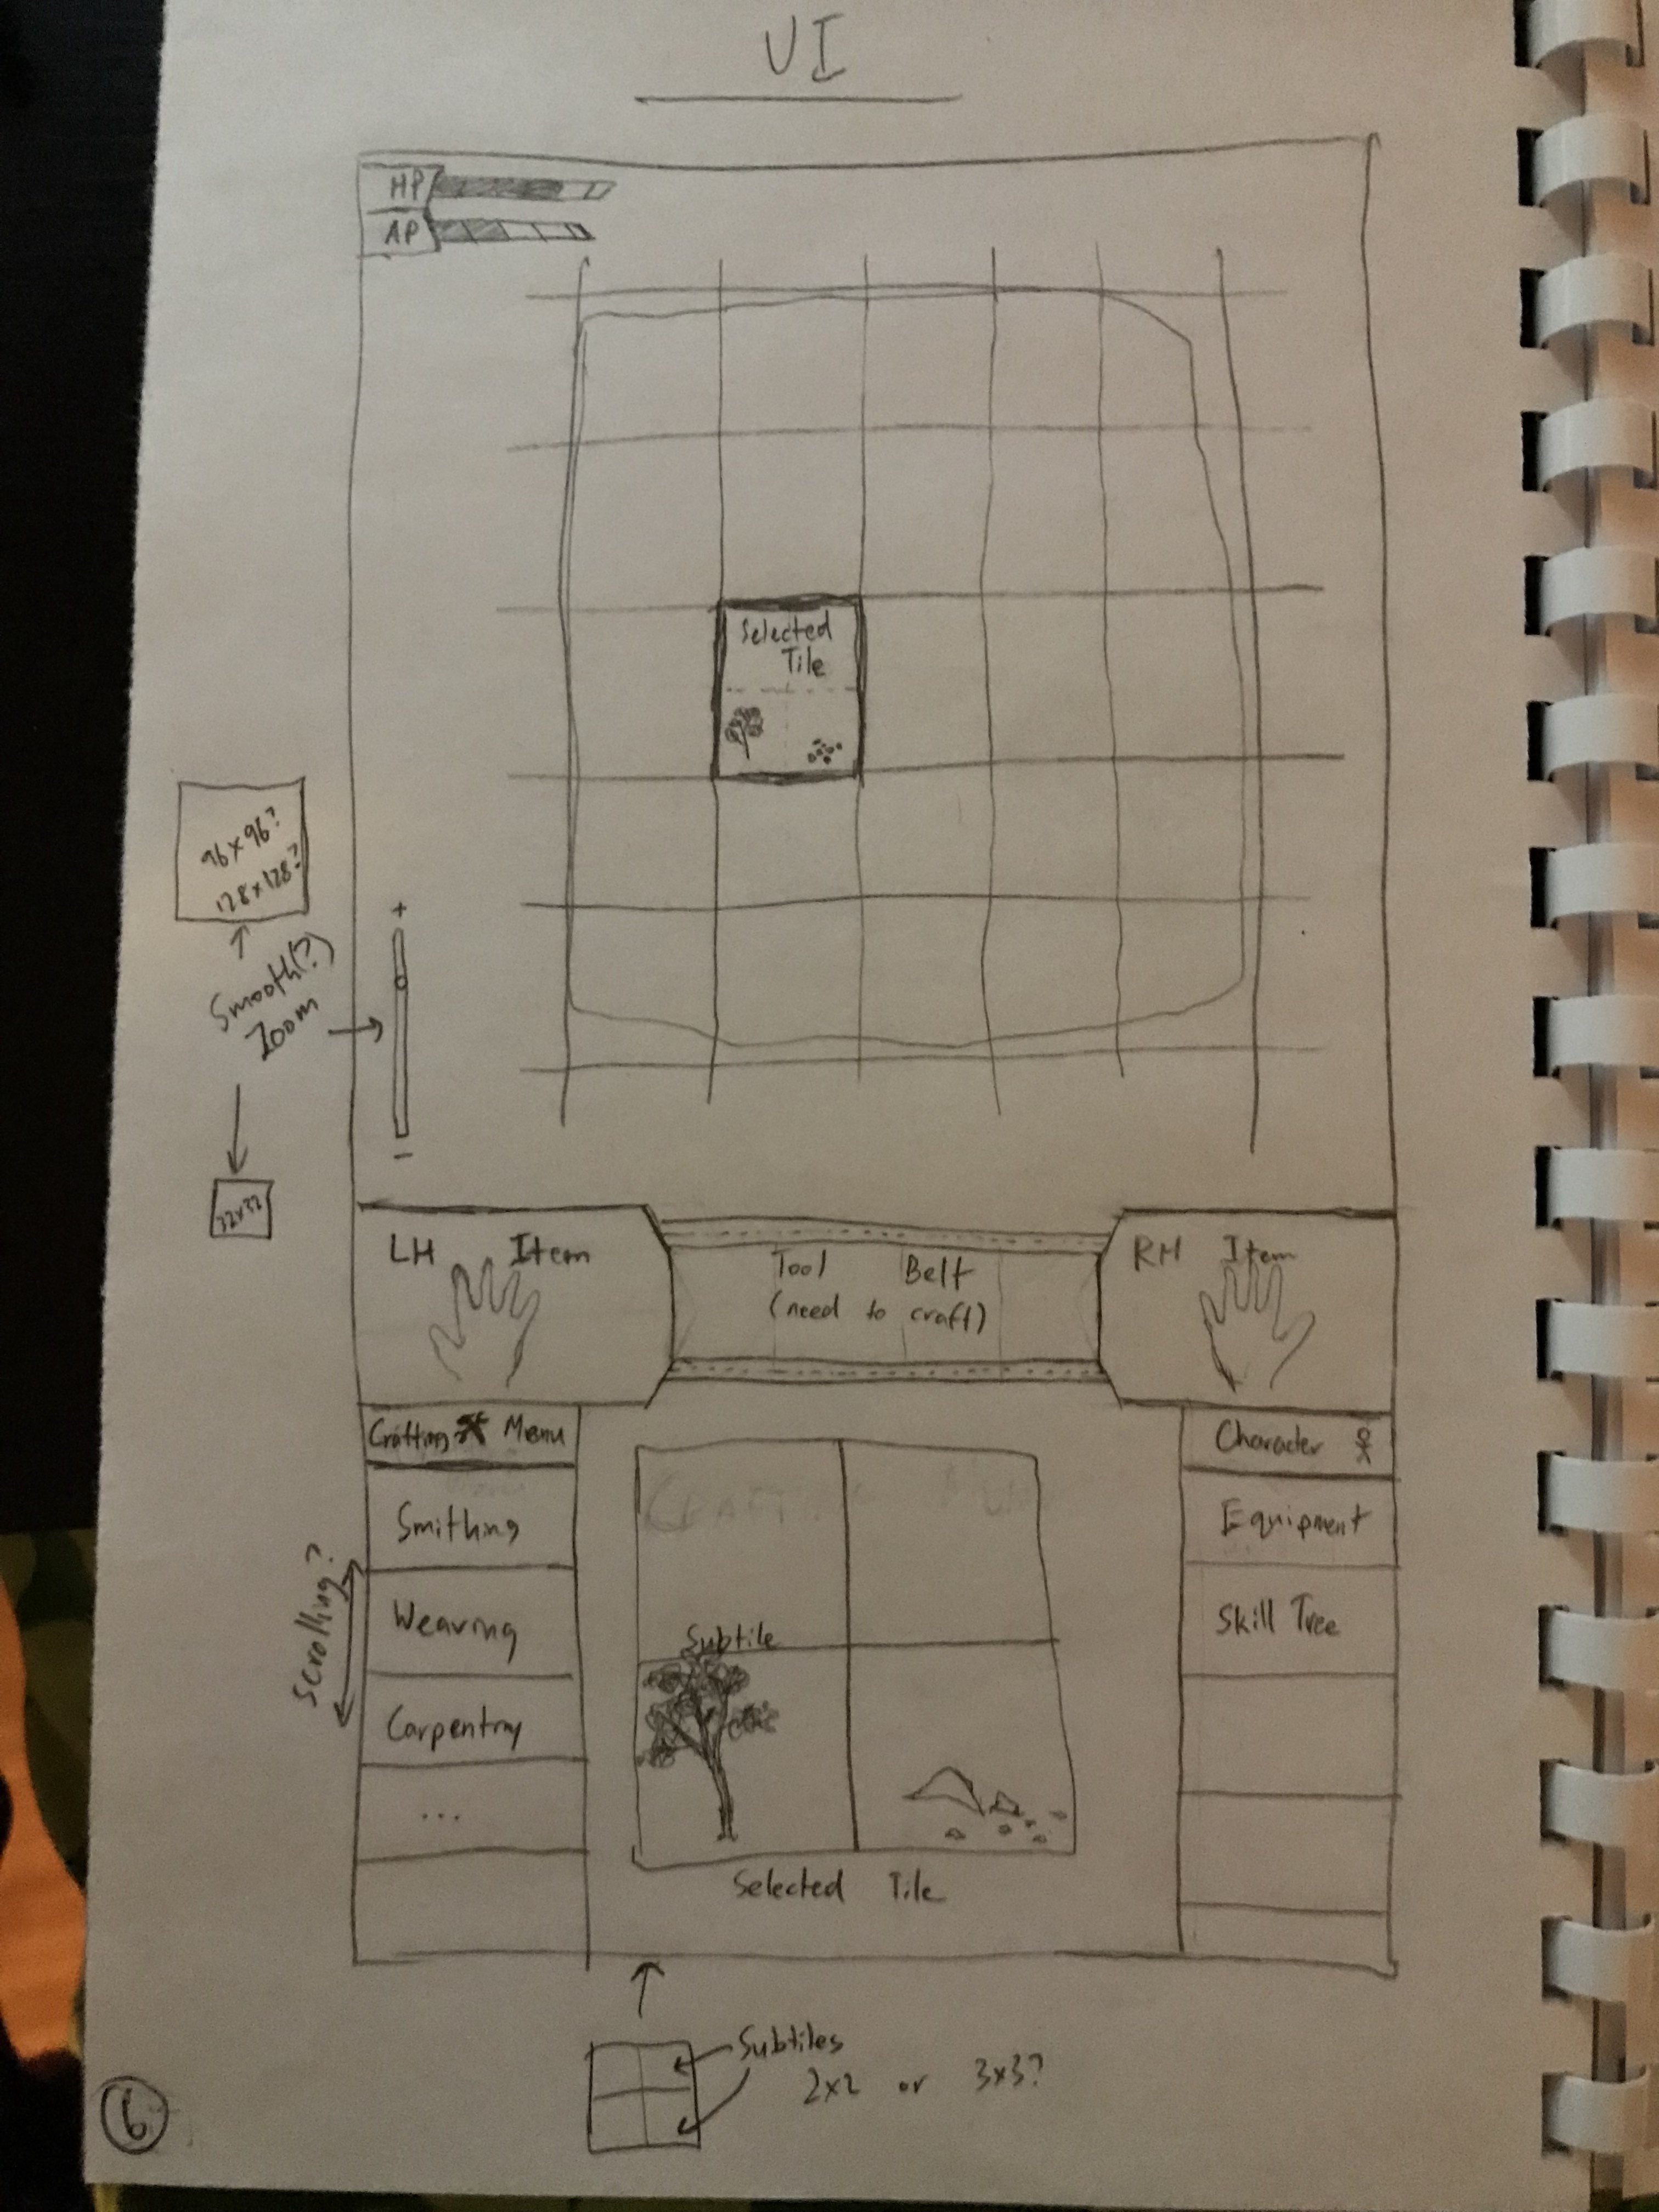 UI
HP
AP
Selected
Tile
96x96?
128x128?
+
Smooth(?)
Zoom
-
32x32
LH Item
Tool Belt
(need to craft)
RH Item
Crafting Menu
Character
Smithing
Equipment
Scrolling?
Weaving
Skill Tree
Subtile
Carpentry
...
Selected Tile
Subtiles
2x2 or 3x3?
6